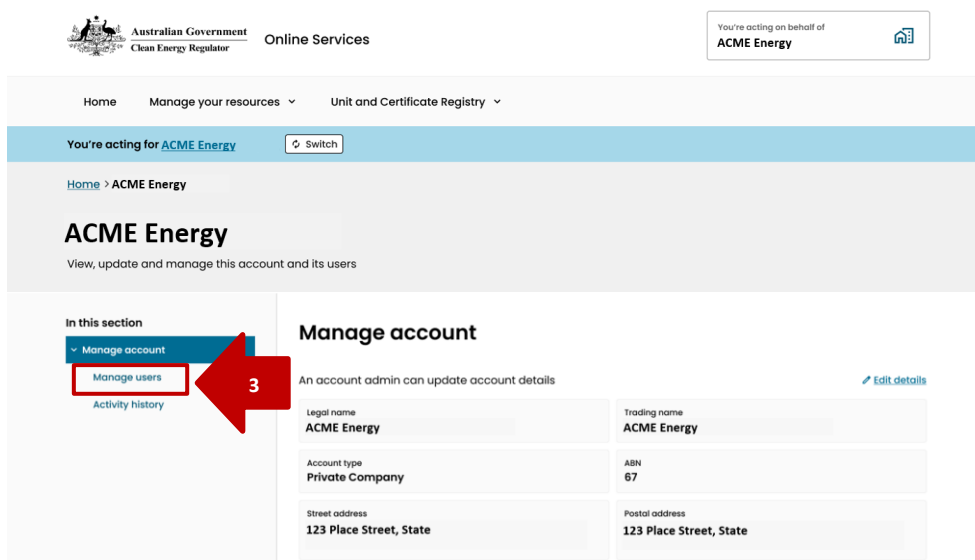 Australian Government
Clean Energy Regulator
Online Services
You're acting on behalf of
ACME Energy
Home Manage your resources Unit and Certificate Registry
You're acting for ACME Energy Switch
Home > ACME Energy
ACME Energy
View, update and manage this account and its users
In this section
Manage account
Manage users
Activity history
3
Manage account
An account admin can update account details Edit details
Legal name
ACME Energy
Trading name
ACME Energy
Account type
Private Company
ABN
67
Street address
123 Place Street, State
Postal address
123 Place Street, State